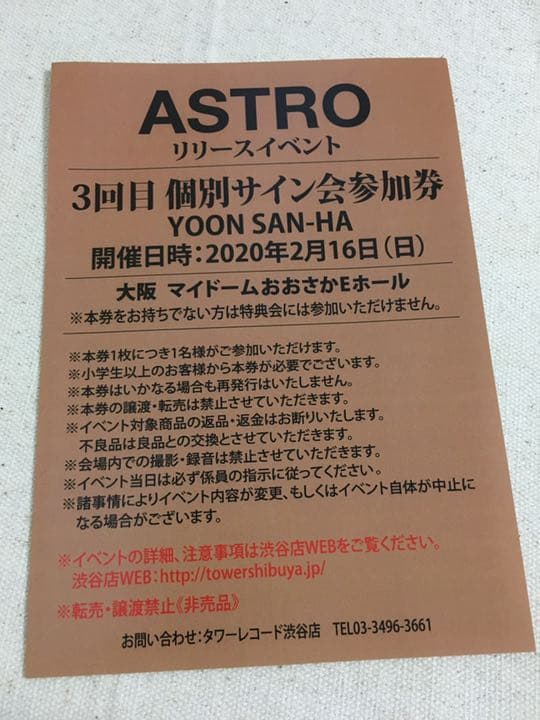 ASTRO
リリースイベント
3回目 個別サイン会参加券
YOON SAN-HA
開催日時：2020年2月16日（日）
大阪 マイドームおおさかEホール
※本券をお持ちでない方は特典会には参加いただけません。
※本券1枚につき1名様がご参加いただけます。
※小学生以上のお客様から本券が必要でございます。
※本券はいかなる場合も再発行はいたしません。
※本券の譲渡・転売は禁止させていただきます。
※イベント対象商品の返品・返金はお断りいたします。
不良品は良品との交換とさせていただきます。
※会場内での撮影・録音は禁止させていただきます。
※イベント当日は必ず係員の指示に従ってください。
※諸事情によりイベント内容が変更、もしくはイベント自体が中止に
なる場合がございます。
※イベントの詳細、注意事項は渋谷店WEBをご覧ください。
渋谷店WEB：http://towershibuya.jp/
※転売・譲渡禁止《非売品》
お問い合わせ：タワーレコード渋谷店 TEL03-3496-3661